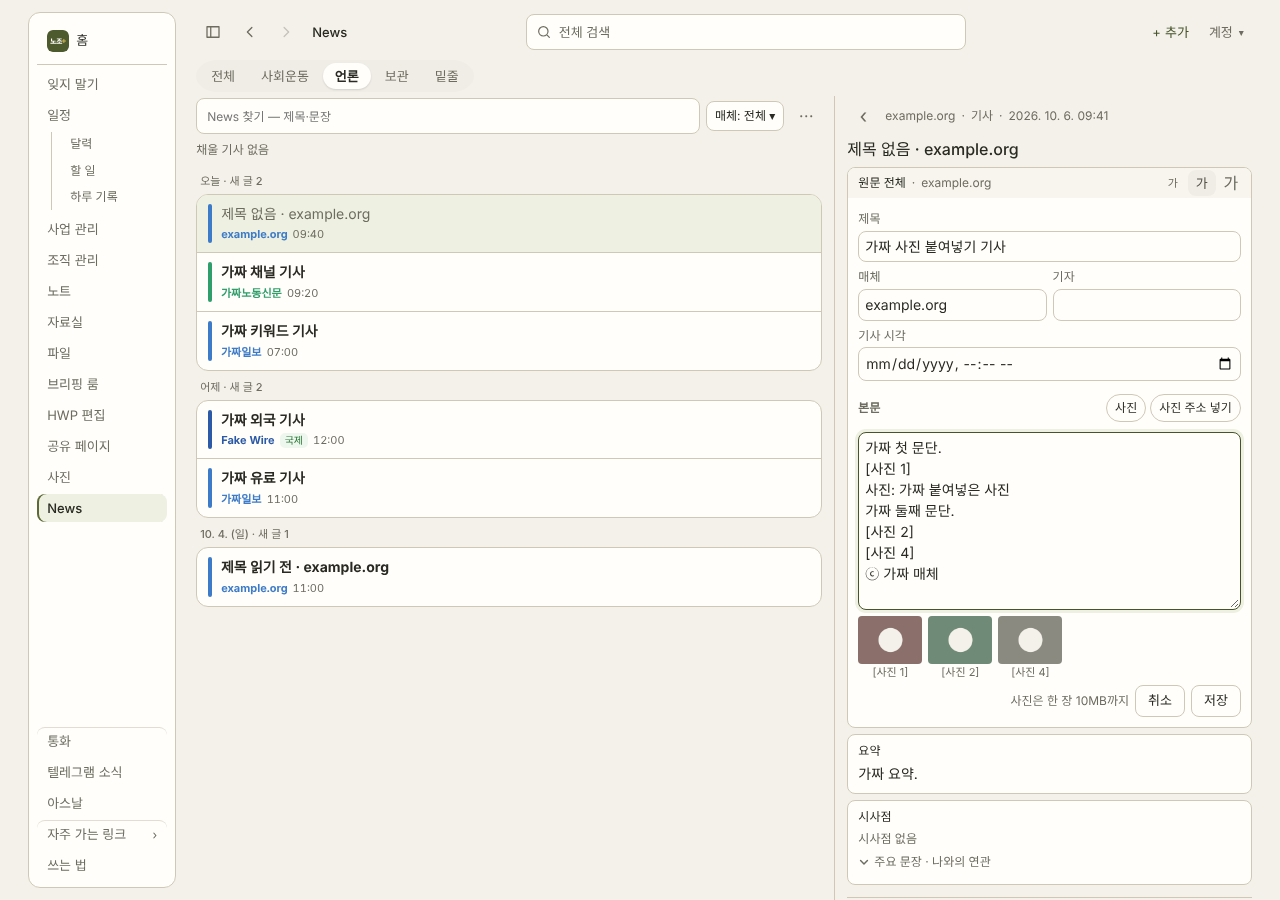 노조+ 홈
잊지 말기
일정
달력
할 일
하루 기록
사업 관리
조직 관리
노트
자료실
파일
브리핑 룸
HWP 편집
공유 페이지
사진
News
통화
텔레그램 소식
아스날
자주 가는 링크 ›
쓰는 법
News
전체 검색
+ 추가
계정 ▾
전체
사회운동
언론
보관
밑줄
News 찾기 — 제목·문장
매체: 전체 ▾
···
채울 기사 없음
오늘 · 새 글 2
제목 없음 · example.org
example.org 09:40
가짜 채널 기사
가짜노동신문 09:20
가짜 키워드 기사
가짜일보 07:00
어제 · 새 글 2
가짜 외국 기사
Fake Wire 국제 12:00
가짜 유료 기사
가짜일보 11:00
10. 4. (일) · 새 글 1
제목 읽기 전 · example.org
example.org 11:00
example.org · 기사 · 2026. 10. 6. 09:41
제목 없음 · example.org
원문 전체 · example.org
가 가 가
제목
가짜 사진 붙여넣기 기사
매체 기자
example.org
기사 시각
mm/dd/yyyy, --:-- --
본문
사진
사진 주소 넣기
가짜 첫 문단.
[사진 1]
사진: 가짜 붙여넣은 사진
가짜 둘째 문단.
[사진 2]
[사진 4]
ⓒ 가짜 매체
[사진 1] [사진 2] [사진 4]
사진은 한 장 10MB까지
취소
저장
요약
가짜 요약.
시사점
시사점 없음
주요 문장 · 나와의 연관